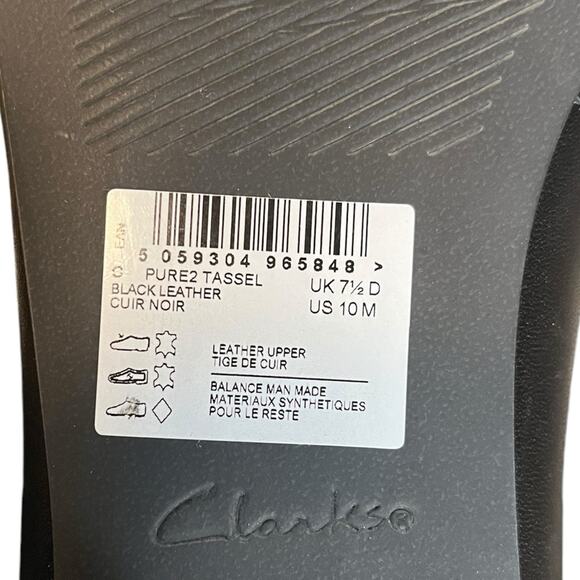 EAN
5 059304 965848 >
PURE2 TASSEL
UK 7½ D
BLACK LEATHER
US 10 M
CUIR NOIR
LEATHER UPPER
TIGE DE CUIR
BALANCE MAN MADE
MATERIAUX SYNTHETIQUES
POUR LE RESTE
Clarks®